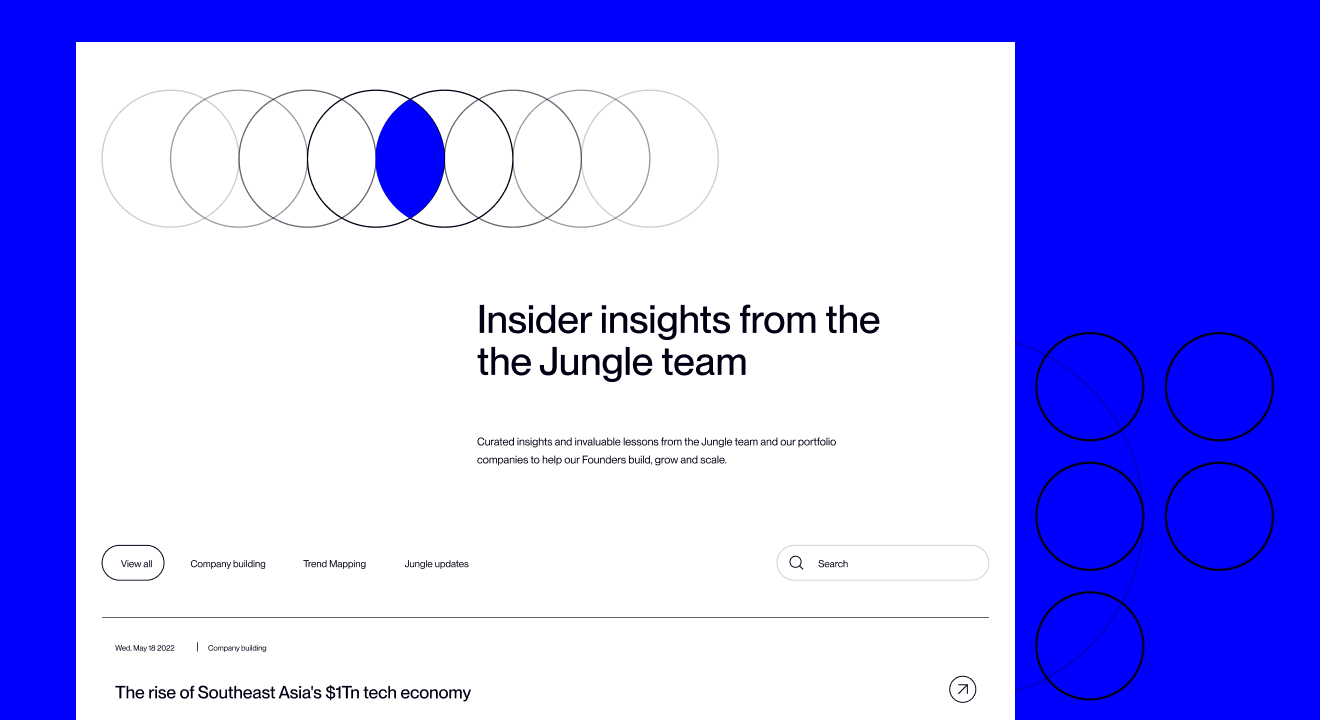 Insider insights from the
the Jungle team
Curated insights and invaluable lessons from the Jungle team and our portfolio
companies to help our Founders build, grow and scale.
View all Company building Trend Mapping Jungle updates Search
Wed, May 18 2022 | Company building
The rise of Southeast Asia's $1Tn tech economy